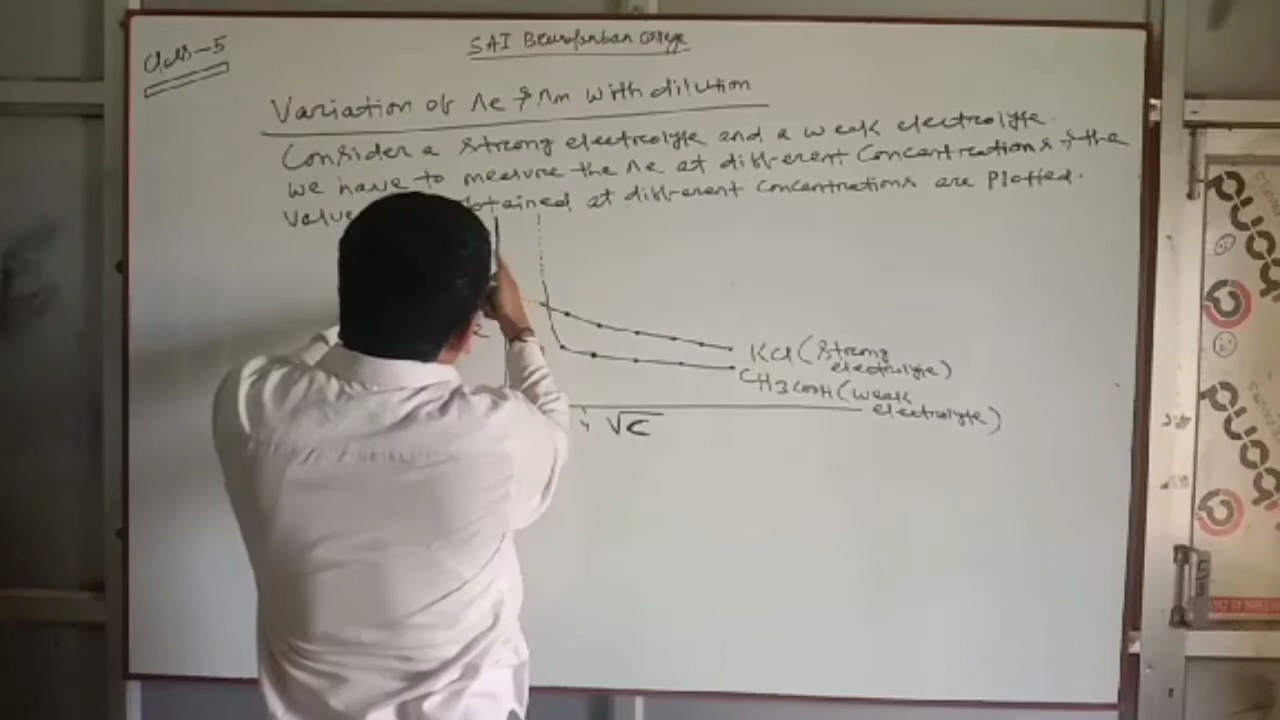 Class-5
SAI College
Variation of Λe & Λm with dilution
Consider a strong electrolyte and a weak electrolyte.
We have to measure the Λe at different concentrations & the
Value obtained at different concentrations are Plotted.
KCl (strong
electrolyte)
CH3COOH (weak
electrolyte)
√C